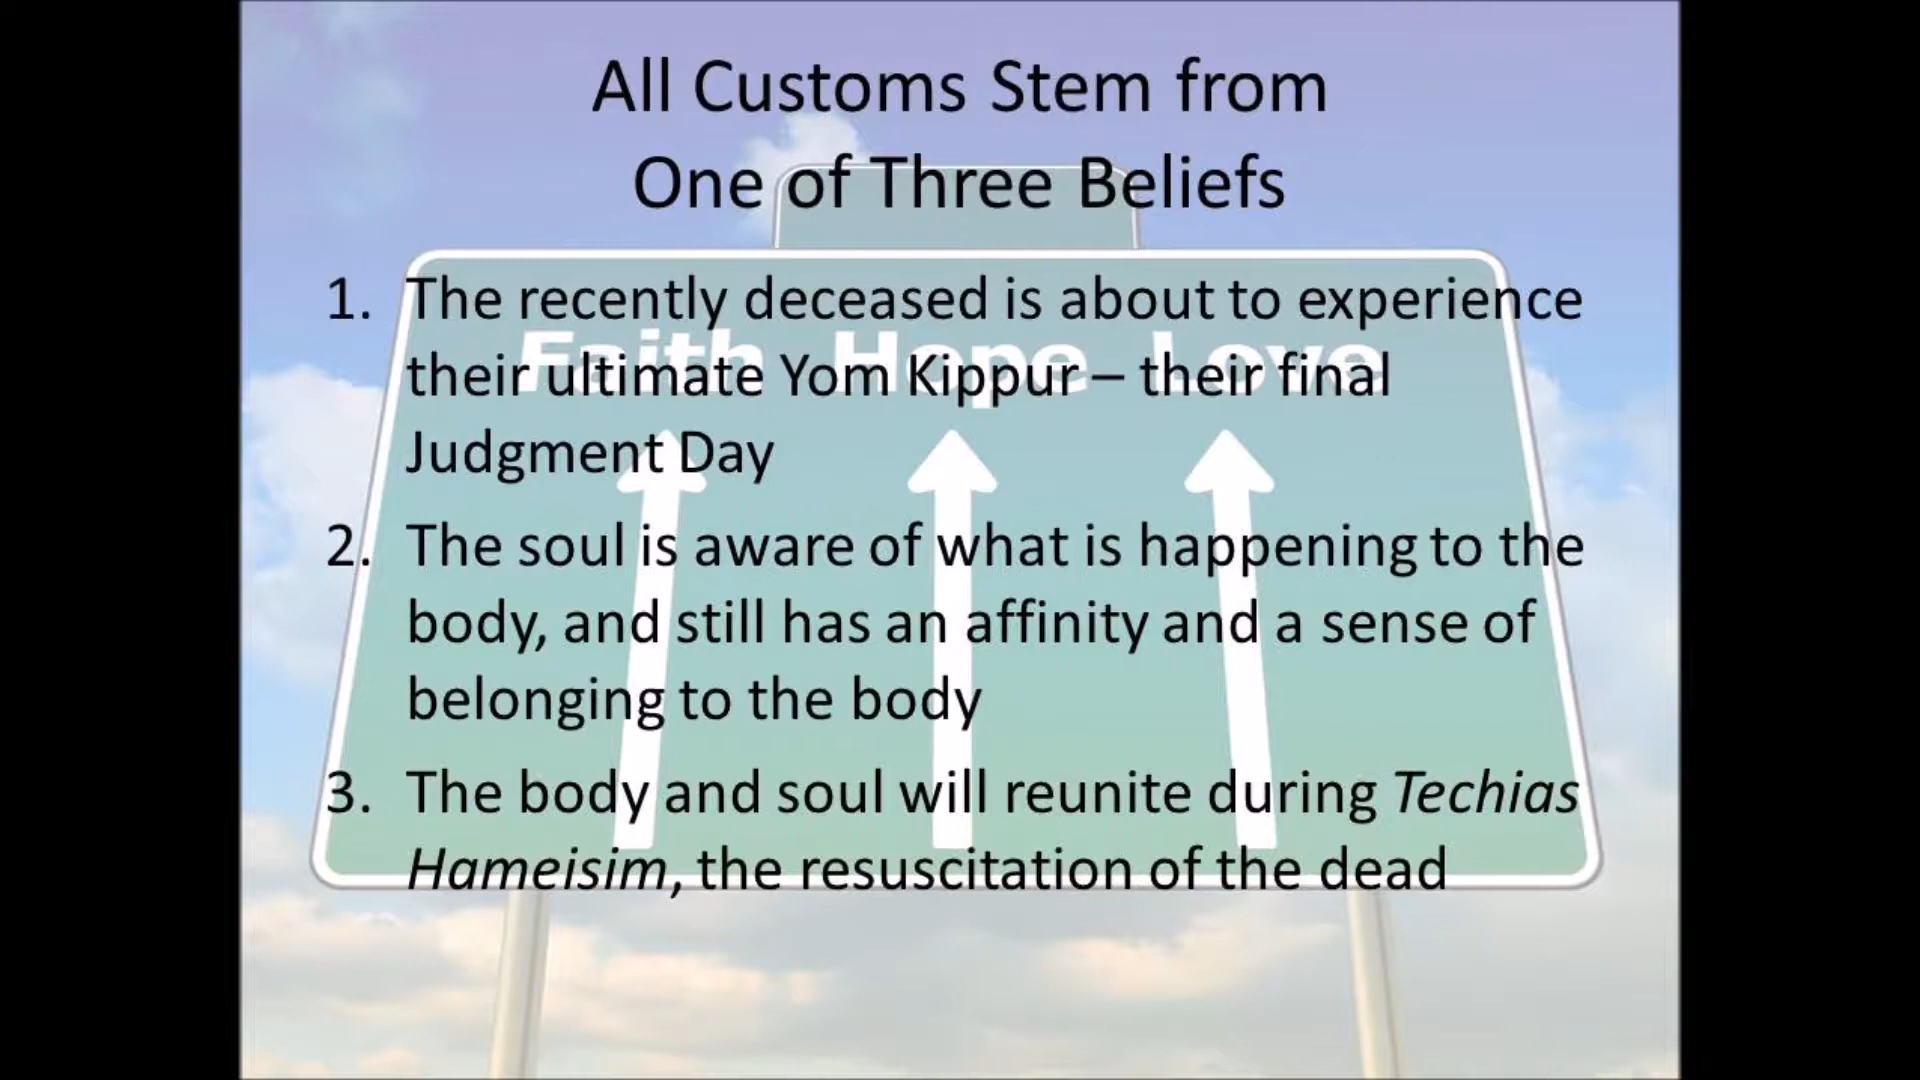 All Customs Stem from
One of Three Beliefs
1. The recently deceased is about to experience
Faith Hope Love
their ultimate Yom Kippur – their final
Judgment Day
2. The soul is aware of what is happening to the
body, and still has an affinity and a sense of
belonging to the body
3. The body and soul will reunite during Techias
Hameisim, the resuscitation of the dead